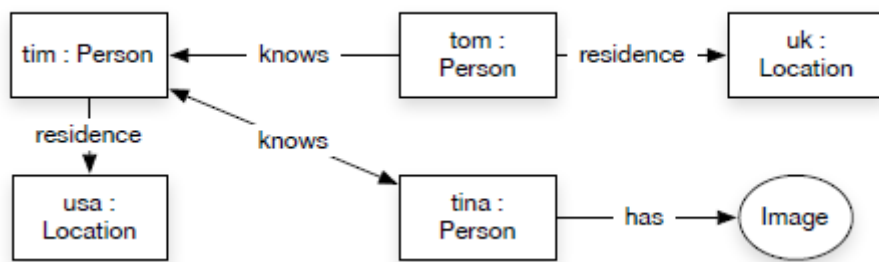 tim : Person
knows
tom :
Person
residence
uk :
Location
residence
knows
usa :
Location
tina :
Person
has
Image